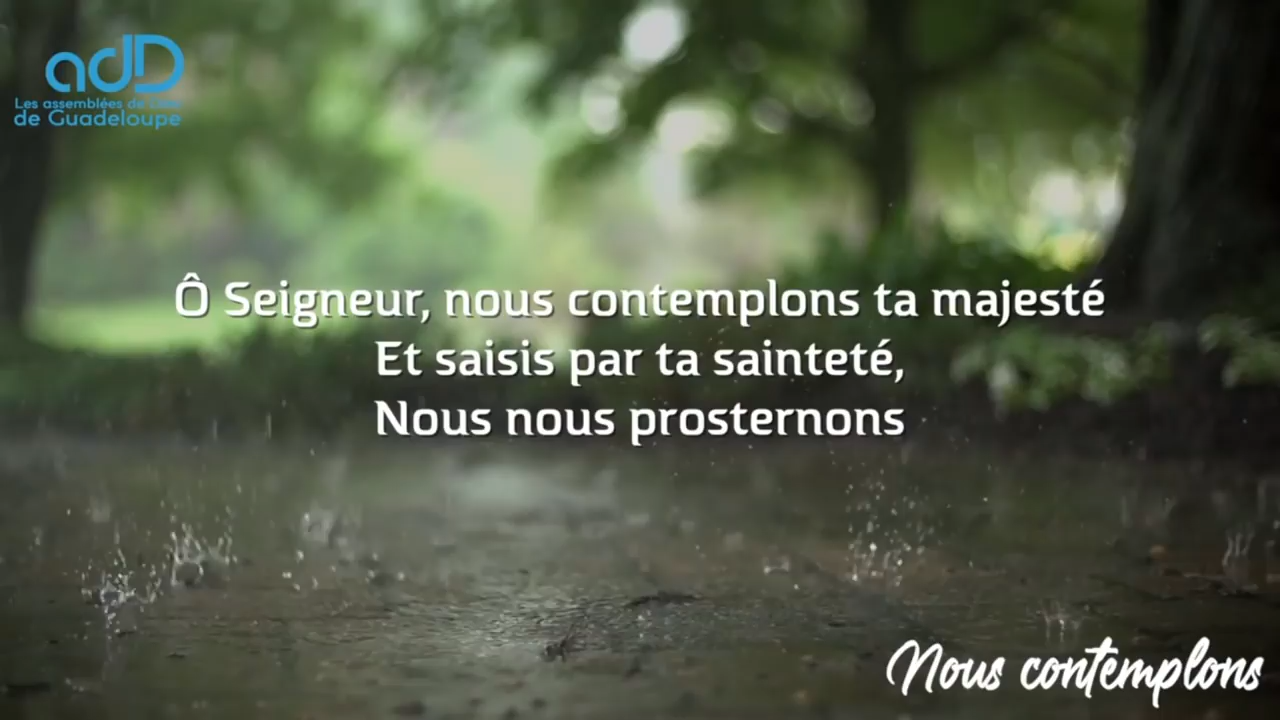 adD
Les assemblées de Dieu
de Guadeloupe
Ô Seigneur, nous contemplons ta majesté
Et saisis par ta sainteté,
Nous nous prosternons
Nous contemplons